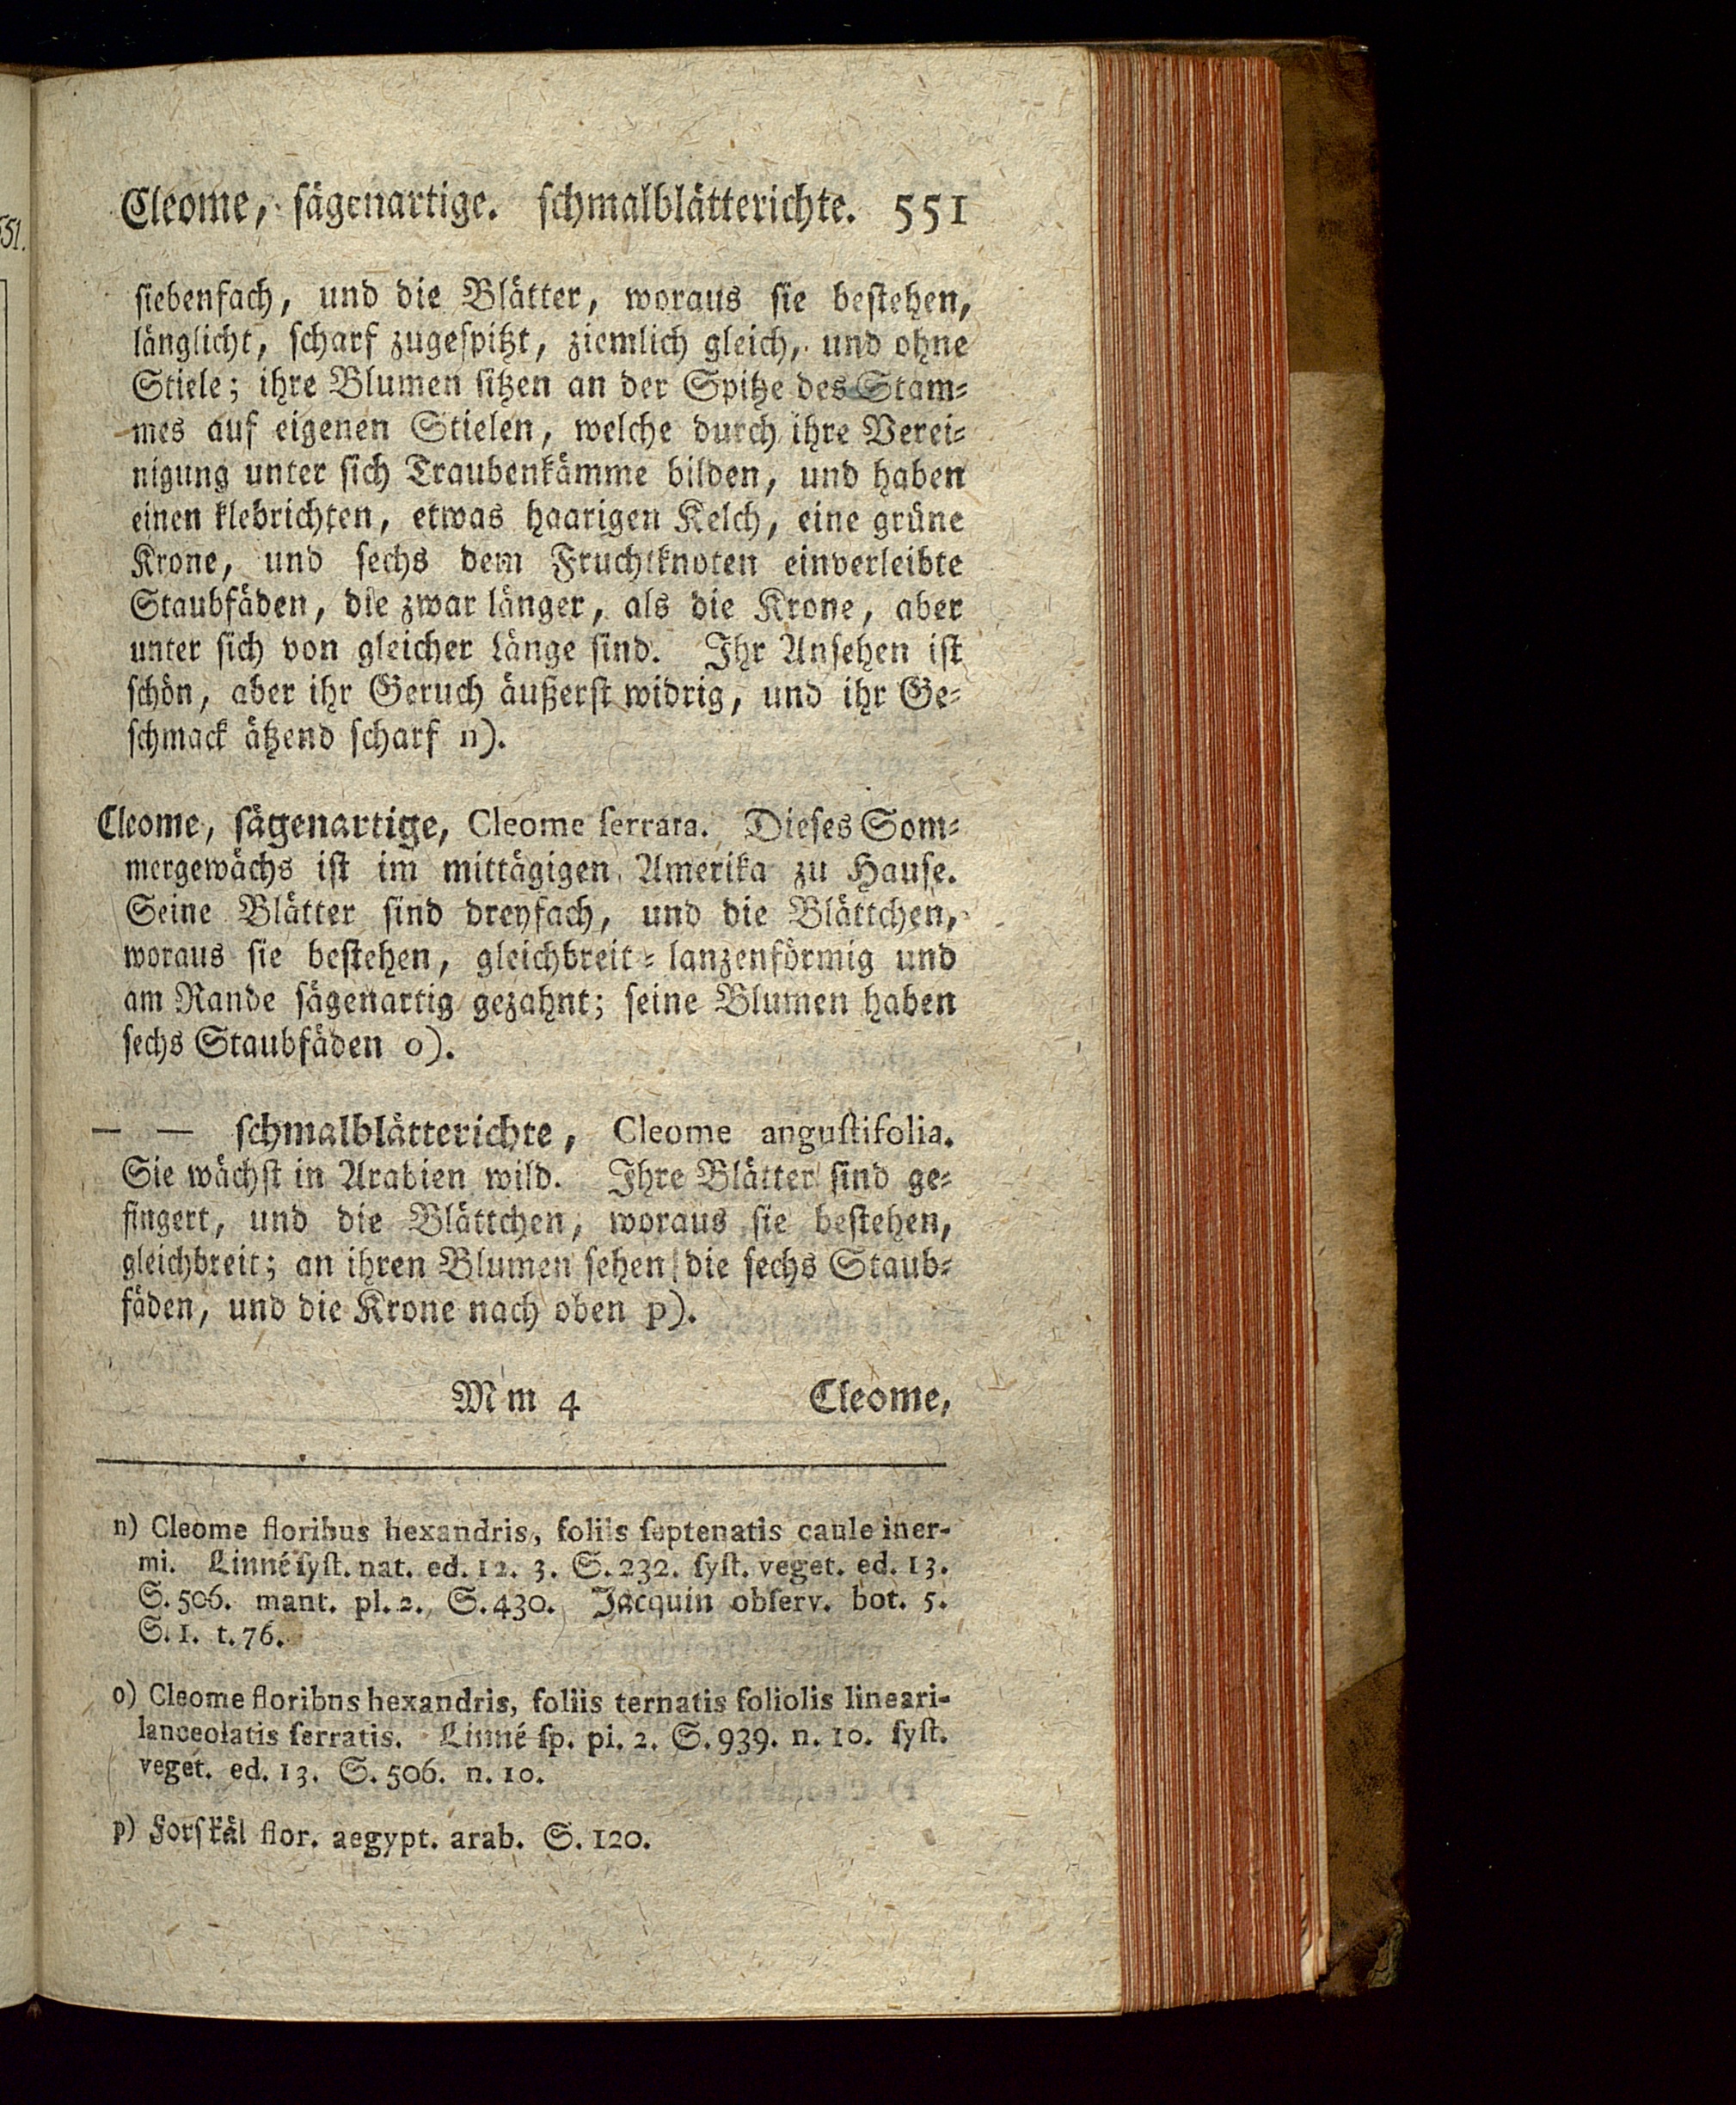 Cleome, ſägenartige. ſchmalblätterichte. 551
ſiebenfach, und die Blätter, woraus ſie beſtehen,
länglicht, ſcharf zugeſpitzt, ziemlich gleich, und ohne
Stiele; ihre Blumen ſitzen an der Spitze des Stam⸗
mes auf eigenen Stielen, welche durch ihre Verei⸗
nigung unter ſich Traubenkämme bilden, und haben
einen klebrichten, etwas haarigen Kelch, eine grüne
Krone, und ſechs dem Fruchtknoten einverleibte
Staubfäden, die zwar länger, als die Krone, aber
unter ſich von gleicher Länge ſind. Ihr Anſehen iſt
ſchön, aber ihr Geruch äußerſt widrig, und ihr Ge⸗
ſchmack ätzend ſcharf n).
Cleome, ſägenartige, Cleome ſerrata. Dieſes Som⸗
mergewächs iſt im mittägigen Amerika zu Hauſe.
Seine Blätter ſind dreyfach, und die Blättchen,
woraus ſie beſtehen, gleichbreit⸗lanzenförmig und
am Rande ſägenartig gezahnt; ſeine Blumen haben
ſechs Staubfäden o).
— — ſchmalblätterichte, Cleome anguſtifolia.
Sie wächſt in Arabien wild. Ihre Blätter ſind ge⸗
fingert, und die Blättchen, woraus ſie beſtehen,
gleichbreit; an ihren Blumen ſehen die ſechs Staub⸗
fäden, und die Krone nach oben p).
Mm 4 Cleome,
n) Cleome floribus hexandris, foliis ſeptenatis caule iner-
mi. Linné ſyſt. nat. ed. 12. 3. S. 232. ſyſt. veget. ed. 13.
S. 506. mant. pl. 2. S. 430. Jacquin obſerv. bot. 5.
S. 1. t. 76.
o) Cleome floribns hexandris, foliis ternatis foliolis lineari-
lanceolatis ſerratis. Linné ſp. pl. 2. S. 939. n. 10. ſyſt.
veget. ed. 13. S. 506. n. 10.
p) Forſkål flor. aegypt. arab. S. 120.